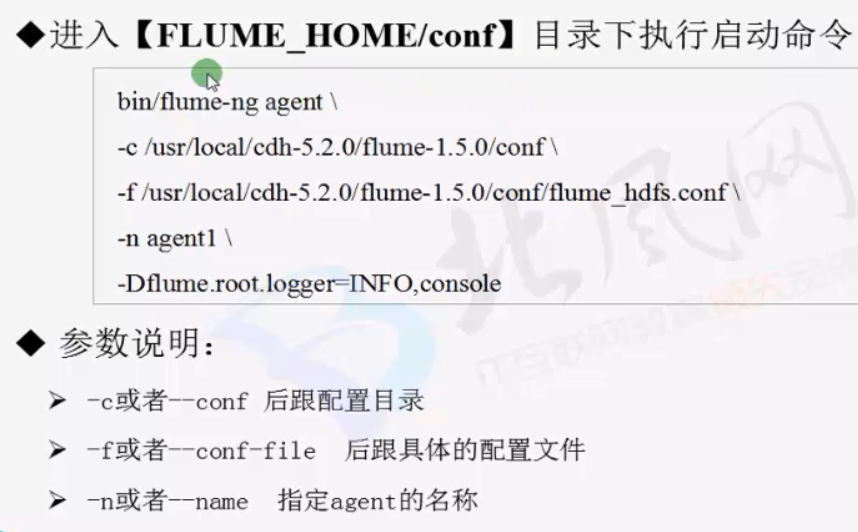 ◆进入【FLUME_HOME/conf】目录下执行启动命令
bin/flume-ng agent \
-c /usr/local/cdh-5.2.0/flume-1.5.0/conf \
-f /usr/local/cdh-5.2.0/flume-1.5.0/conf/flume_hdfs.conf \
-n agent1 \
-Dflume.root.logger=INFO,console
北风网
◆ 参数说明：
➢ -c或者--conf 后跟配置目录
➢ -f或者--conf-file 后跟具体的配置文件
➢ -n或者--name 指定agent的名称